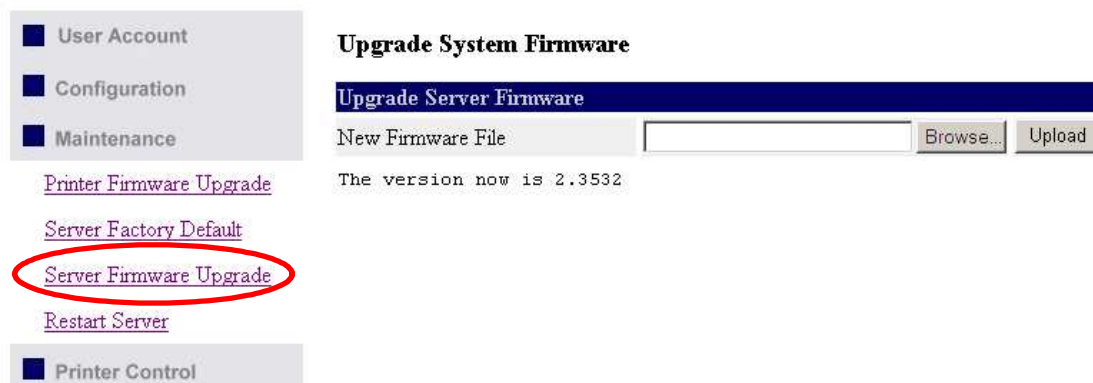 User Account
Configuration
Maintenance
Printer Firmware Upgrade
Server Factory Default
Server Firmware Upgrade
Restart Server
Printer Control
Upgrade System Firmware
Upgrade Server Firmware
New Firmware File Browse... Upload
The version now is 2.3532